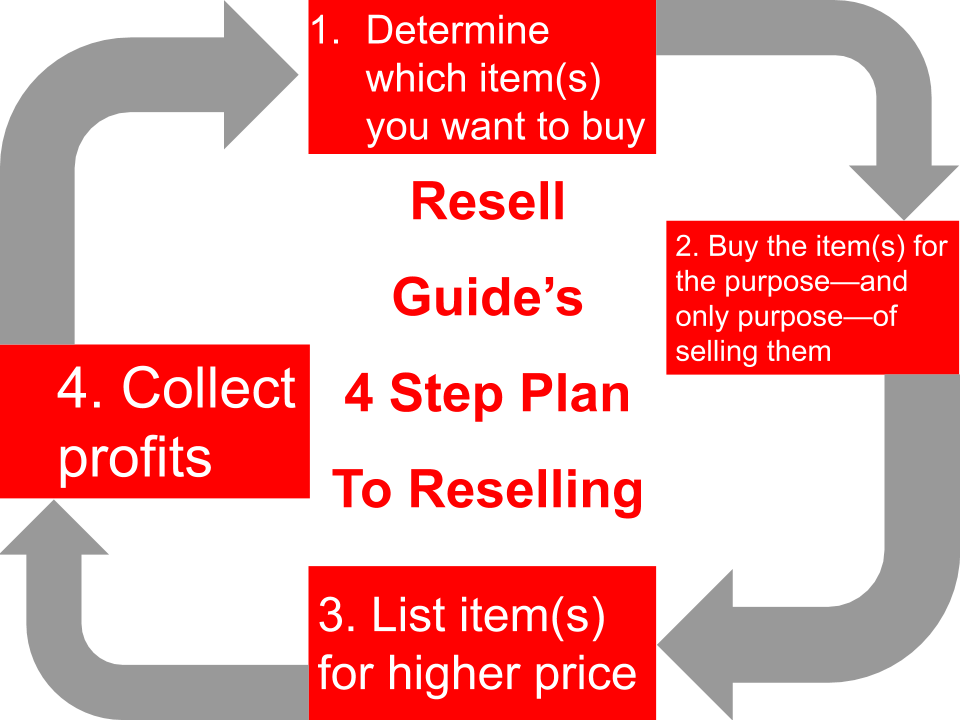 1. Determine
which item(s)
you want to buy
Resell
Guide’s
4 Step Plan
To Reselling
2. Buy the item(s) for
the purpose—and
only purpose—of
selling them
3. List item(s)
for higher price
4. Collect
profits